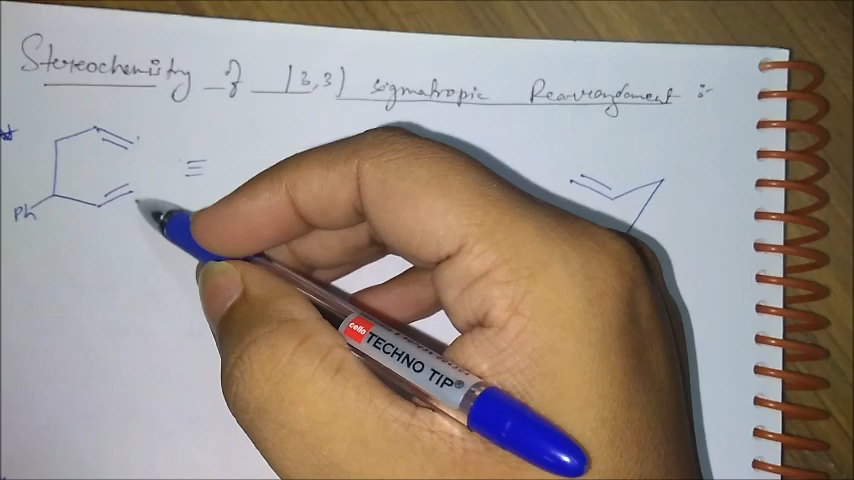 Stereochemistry of [3,3] sigmatropic Rearrangement :-
Ph
cello TECHNO TIP®